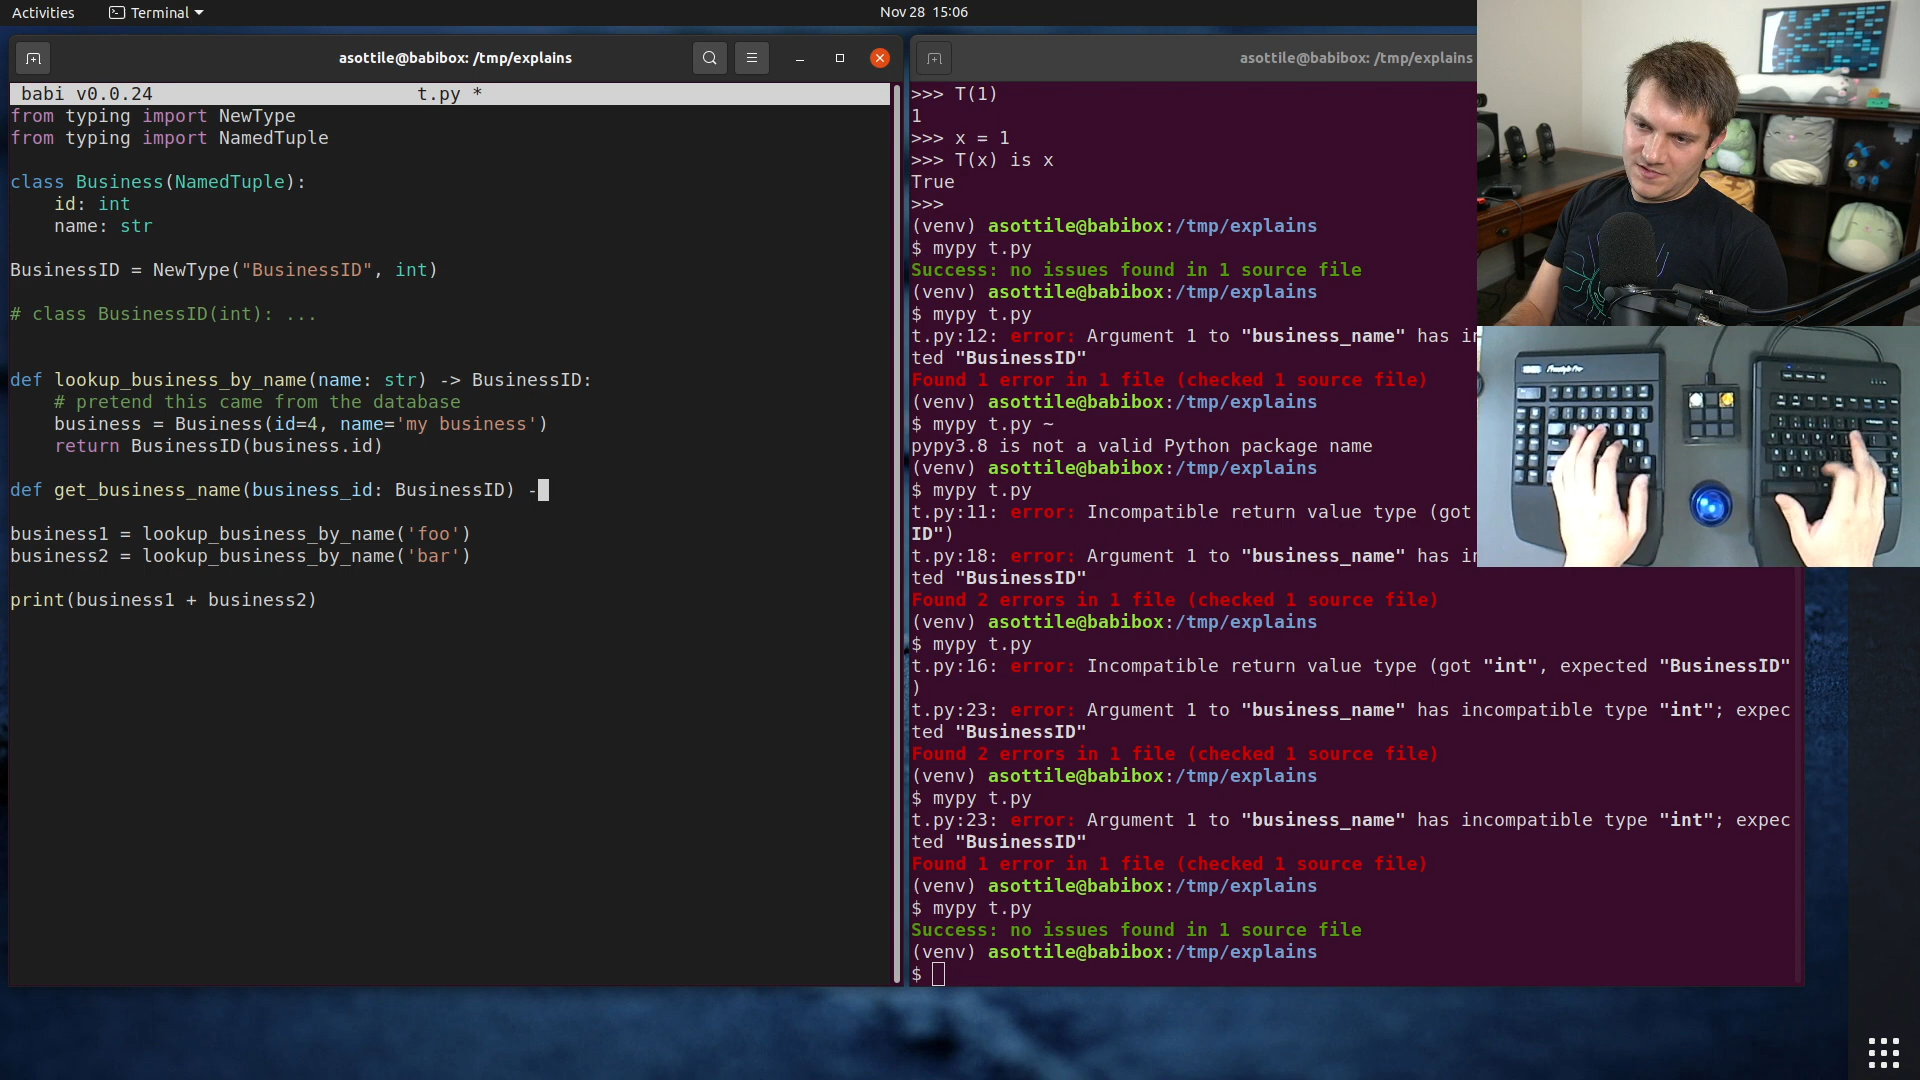 Activities
Terminal
Nov 28 15:06
asottile@babibox: /tmp/explains
babi v0.0.24 t.py *
from typing import NewType
from typing import NamedTuple
class Business(NamedTuple):
    id: int
    name: str
BusinessID = NewType("BusinessID", int)
# class BusinessID(int): ...
def lookup_business_by_name(name: str) -> BusinessID:
    # pretend this came from the database
    business = Business(id=4, name='my business')
    return BusinessID(business.id)
def get_business_name(business_id: BusinessID) -
business1 = lookup_business_by_name('foo')
business2 = lookup_business_by_name('bar')
print(business1 + business2)
asottile@babibox: /tmp/explains
>>> T(1)
1
>>> x = 1
>>> T(x) is x
True
>>>
(venv) asottile@babibox:/tmp/explains
$ mypy t.py
Success: no issues found in 1 source file
(venv) asottile@babibox:/tmp/explains
$ mypy t.py
t.py:12: error: Argument 1 to "business_name" has in
ted "BusinessID"
Found 1 error in 1 file (checked 1 source file)
(venv) asottile@babibox:/tmp/explains
$ mypy t.py ~
pypy3.8 is not a valid Python package name
(venv) asottile@babibox:/tmp/explains
$ mypy t.py
t.py:11: error: Incompatible return value type (got
ID")
t.py:18: error: Argument 1 to "business_name" has in
ted "BusinessID"
Found 2 errors in 1 file (checked 1 source file)
(venv) asottile@babibox:/tmp/explains
$ mypy t.py
t.py:16: error: Incompatible return value type (got "int", expected "BusinessID"
)
t.py:23: error: Argument 1 to "business_name" has incompatible type "int"; expec
ted "BusinessID"
Found 2 errors in 1 file (checked 1 source file)
(venv) asottile@babibox:/tmp/explains
$ mypy t.py
t.py:23: error: Argument 1 to "business_name" has incompatible type "int"; expec
ted "BusinessID"
Found 1 error in 1 file (checked 1 source file)
(venv) asottile@babibox:/tmp/explains
$ mypy t.py
Success: no issues found in 1 source file
(venv) asottile@babibox:/tmp/explains
$